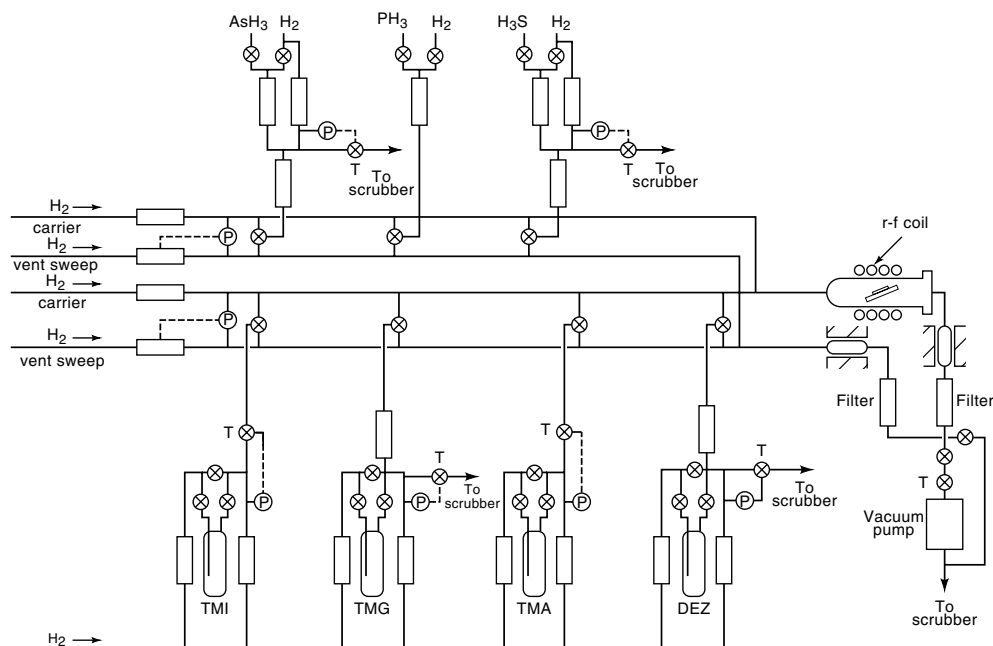 AsH3 H2
PH3 H2
H3S H2
P
P
T
To
scrubber
T
To
scrubber
H2
carrier
P
H2
vent sweep
H2
carrier
P
H2
vent sweep
r-f coil
Filter
Filter
T
T
T
To
scrubber
T
To
scrubber
P
P
P
P
T
Vacuum
pump
TMI
TMG
TMA
DEZ
To
scrubber
H2